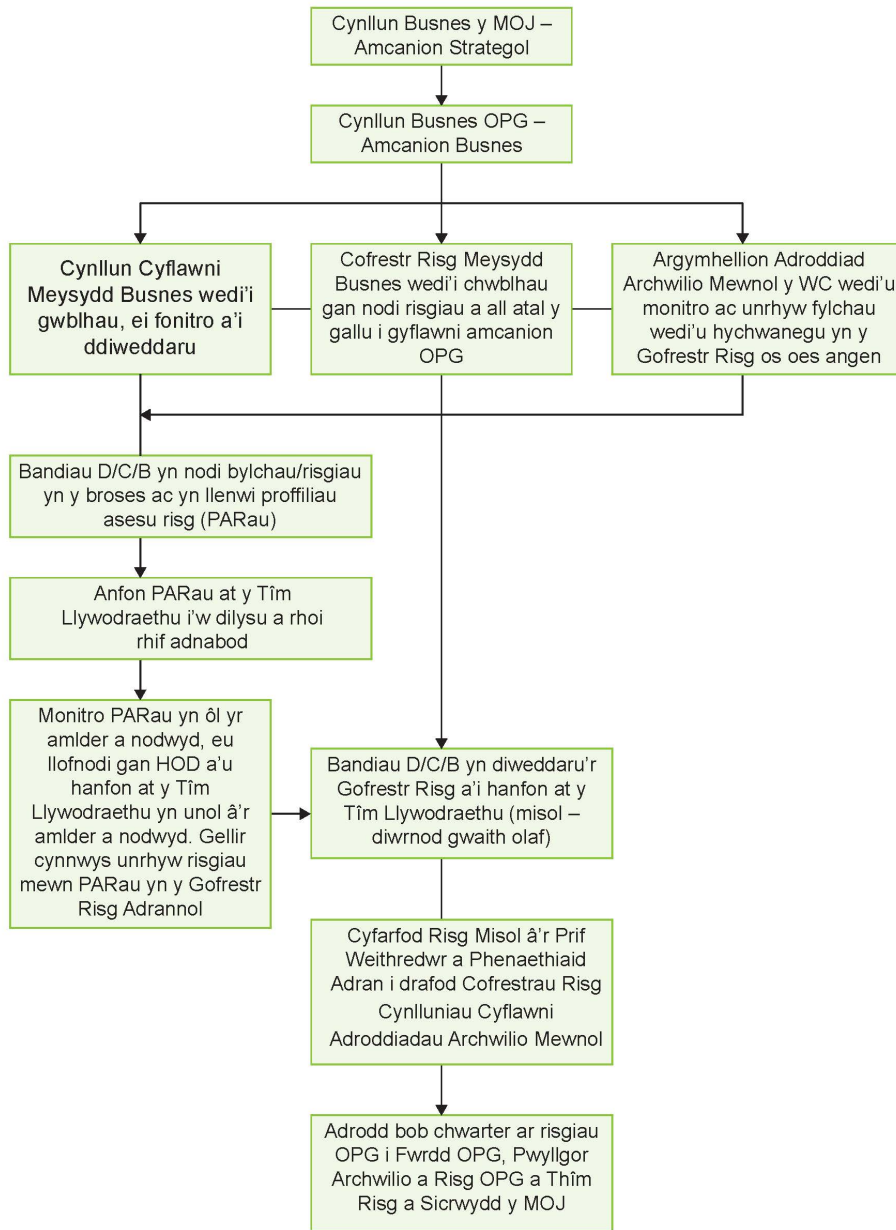 Cynllun Busnes y MOJ –
Amcanion Strategol
Cynllun Busnes OPG –
Amcanion Busnes
Cynllun Cyflawni
Meysydd Busnes wedi'i
gwblhau, ei fonitro a'i
ddiweddaru
Cofrestr Risg Meysydd
Busnes wedi'i chwblhau
gan nodi risgiau a all atal y
gallu i gyflawni amcanion
OPG
Argymhellion Adroddiad
Archwilio Mewnol y WC wedi'u
monitro ac unrhyw fylchau
wedi'u hychwanegu yn y
Gofrestr Risg os oes angen
Bandiau D/C/B yn nodi bylchau/risgiau
yn y broses ac yn llenwi proffiliau
asesu risg (PARau)
Anfon PARau at y Tîm
Llywodraethu i'w dilysu a rhoi
rhif adnabod
Monitro PARau yn ôl yr
amlder a nodwyd, eu
llofnodi gan HOD a'u
hanfon at y Tîm
Llywodraethu yn unol â'r
amlder a nodwyd. Gellir
cynnwys unrhyw risgiau
mewn PARau yn y Gofrestr
Risg Adrannol
Bandiau D/C/B yn diweddaru'r
Gofrestr Risg a'i hanfon at y
Tîm Llywodraethu (misol –
diwrnod gwaith olaf)
Cyfarfod Risg Misol â'r Prif
Weithredwr a Phenaethiaid
Adran i drafod Cofrestrau Risg
Cynlluniau Cyflawni
Adroddiadau Archwilio Mewnol
Adrodd bob chwarter ar risgiau
OPG i Fwrdd OPG, Pwyllgor
Archwilio a Risg OPG a Thîm
Risg a Sicrwydd y MOJ